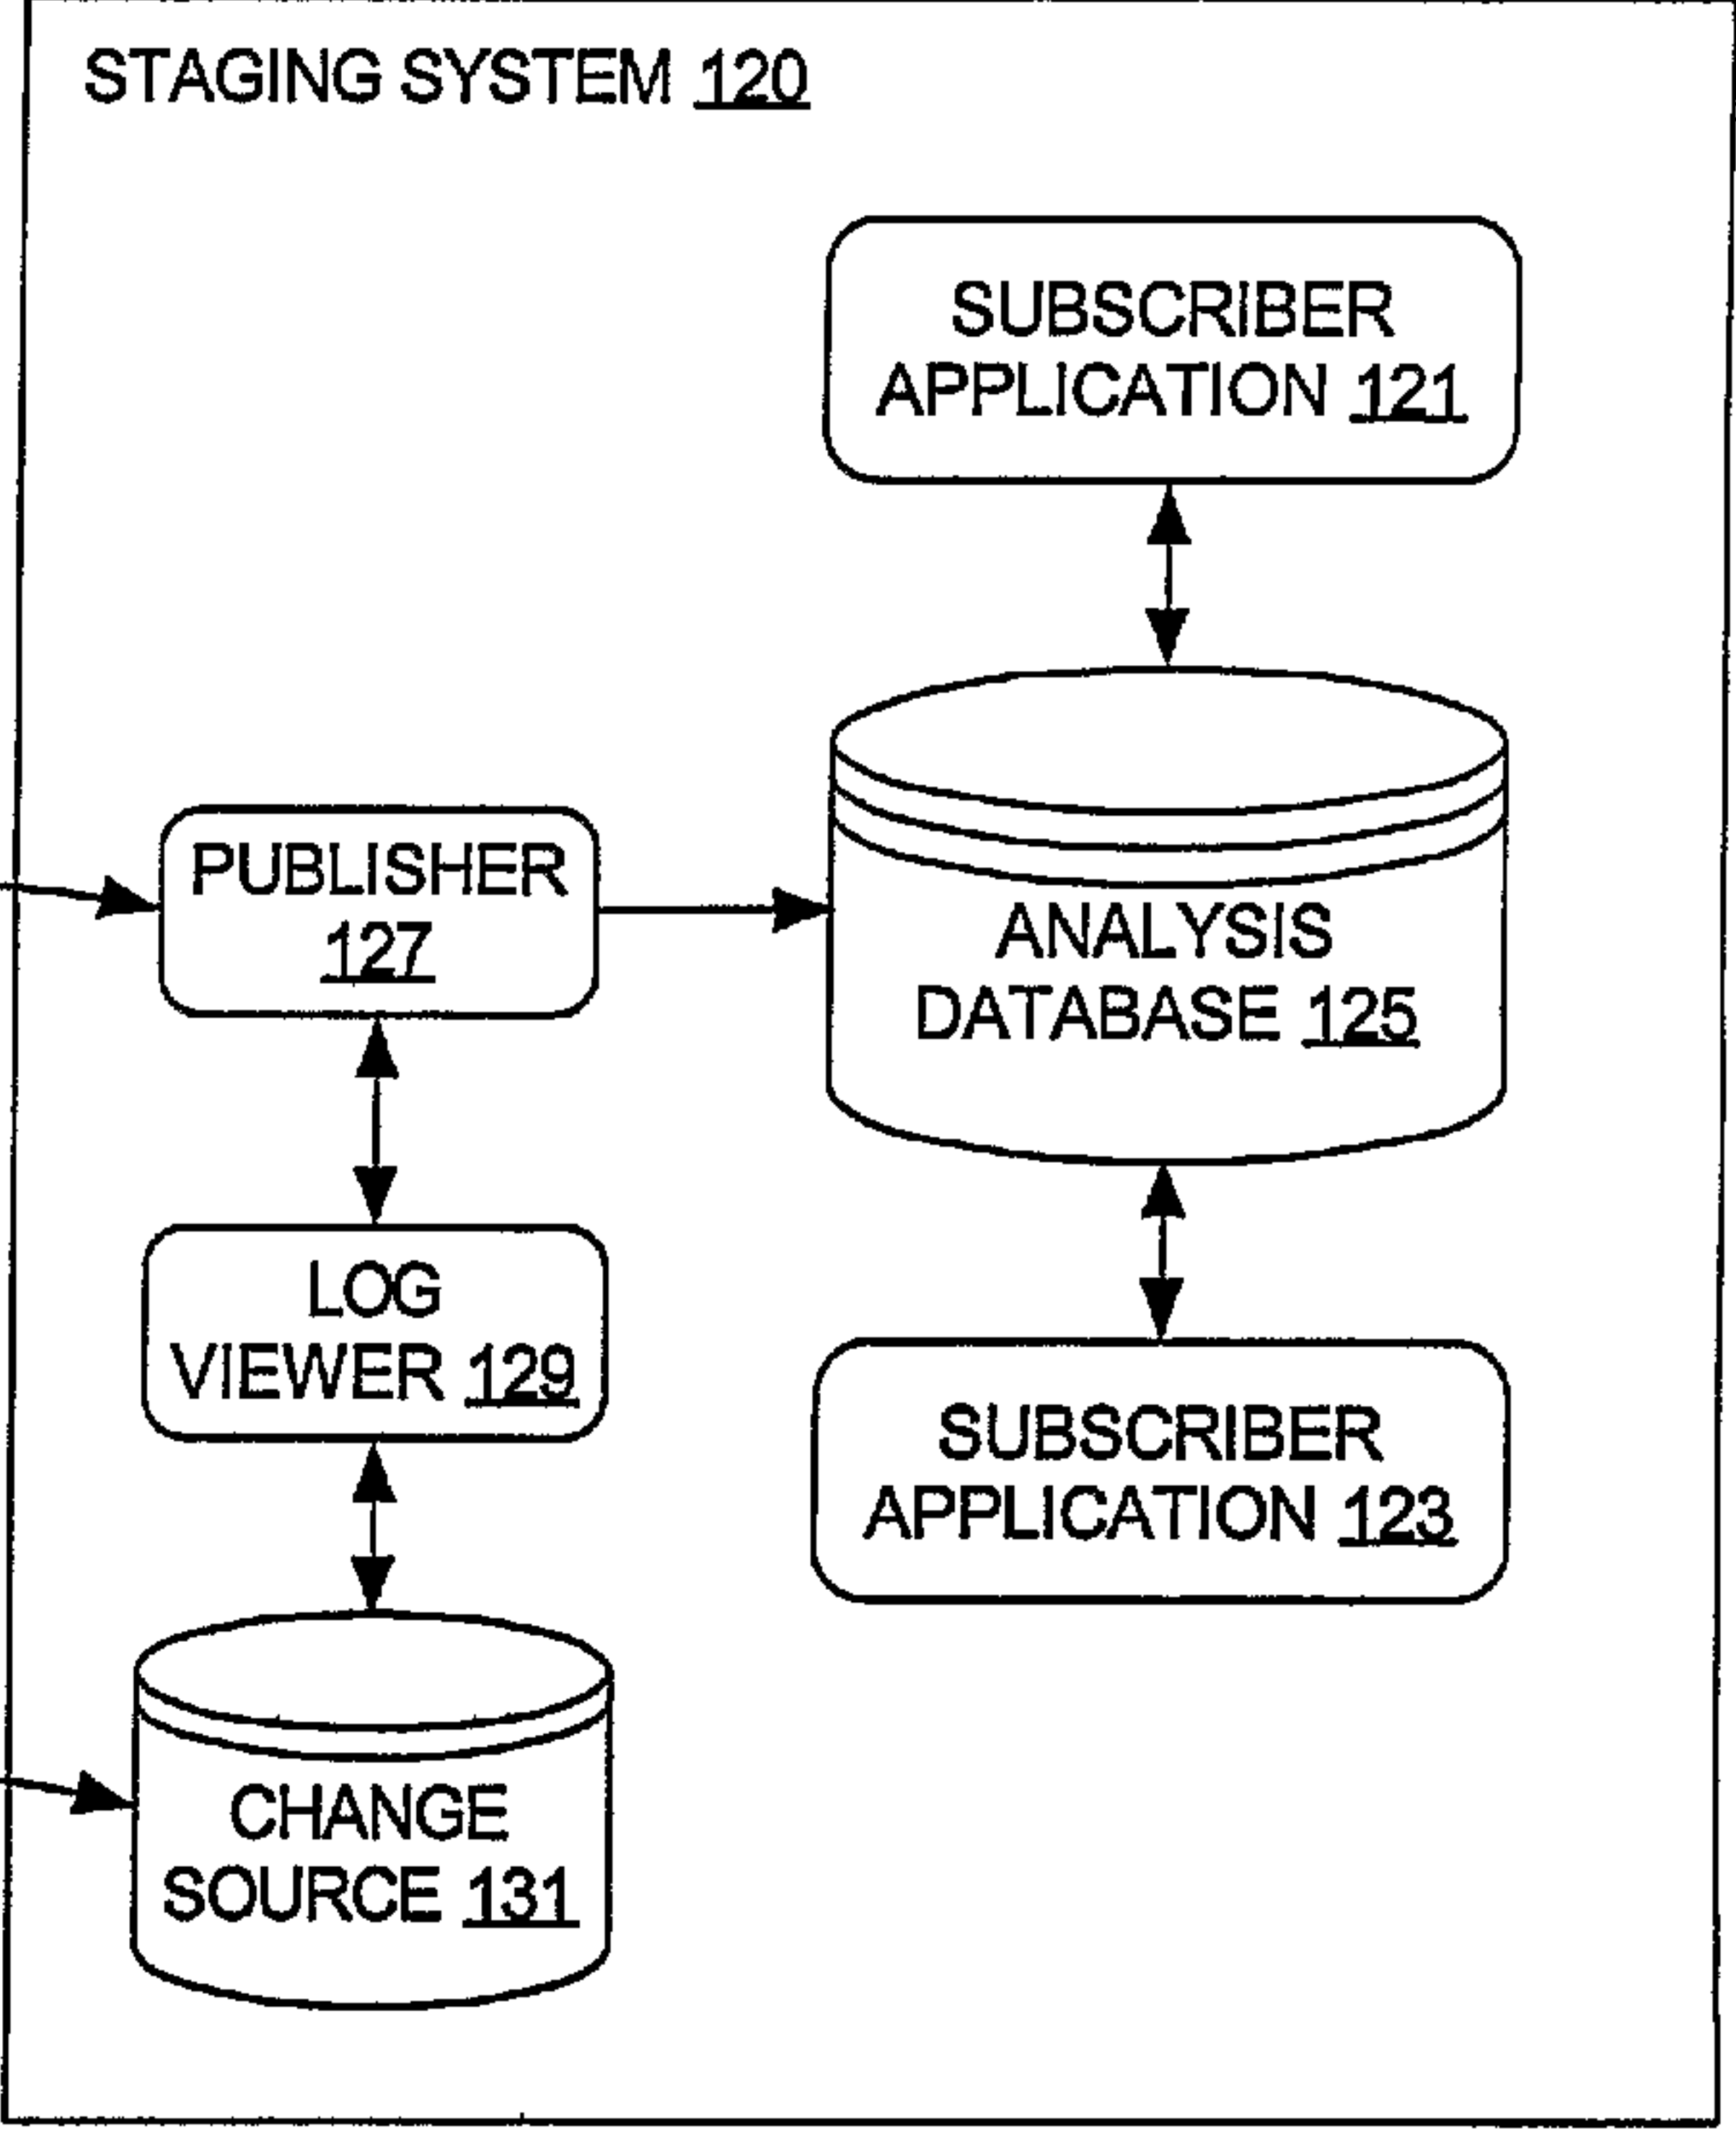 STAGING SYSTEM 120
SUBSCRIBER
APPLICATION 121
PUBLISHER
127
ANALYSIS
DATABASE 125
LOG
VIEWER 129
SUBSCRIBER
APPLICATION 123
CHANGE
SOURCE 131